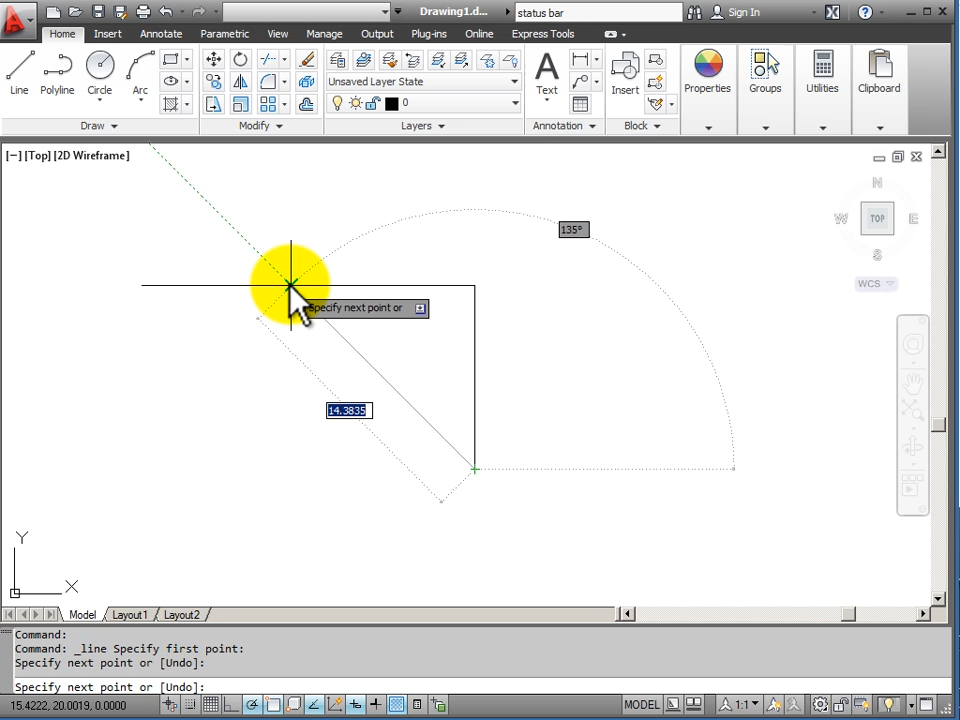 Drawing1.d...
status bar
Sign In
Home
Insert
Annotate
Parametric
View
Manage
Output
Plug-ins
Online
Express Tools
Line
Polyline
Circle
Arc
Unsaved Layer State
0
Text
Insert
Properties
Groups
Utilities
Clipboard
Draw
Modify
Layers
Annotation
Block
[−] [Top] [2D Wireframe]
N
W
TOP
E
S
WCS
135°
Specify next point or
14.3835
Y
X
Model
Layout1
Layout2
Command:
Command: _line Specify first point:
Specify next point or [Undo]:
Specify next point or [Undo]:
15.4222, 20.0019, 0.0000
MODEL
1:1